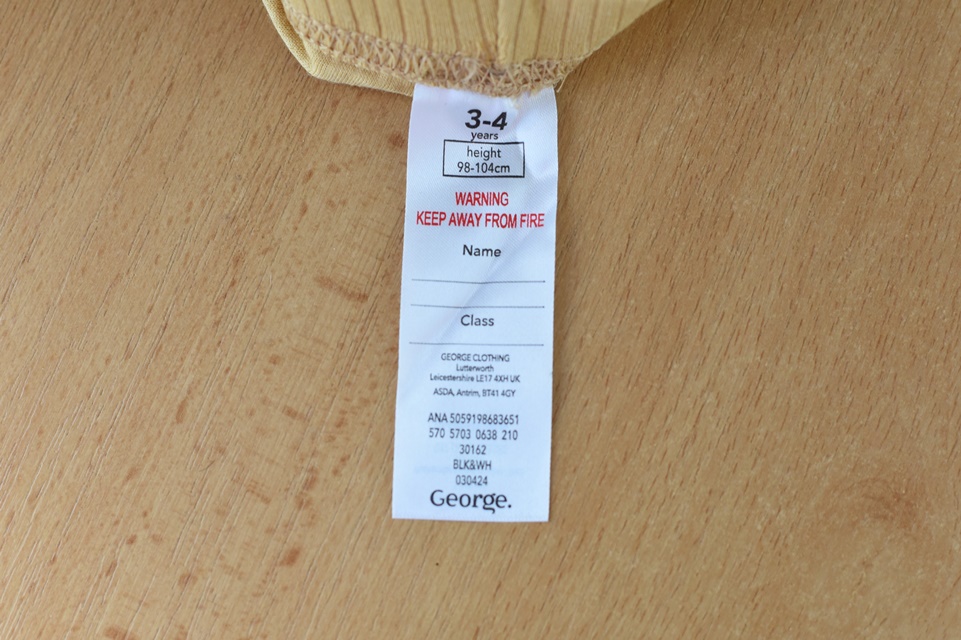 3-4
years
height
98-104cm
WARNING
KEEP AWAY FROM FIRE
Name
Class
GEORGE CLOTHING
Lutterworth
Leicestershire LE17 4XH UK
ASDA, Antrim, BT41 4GY
ANA 5059198683651
570 5703 0638 210
30162
BLK&WH
030424
George.